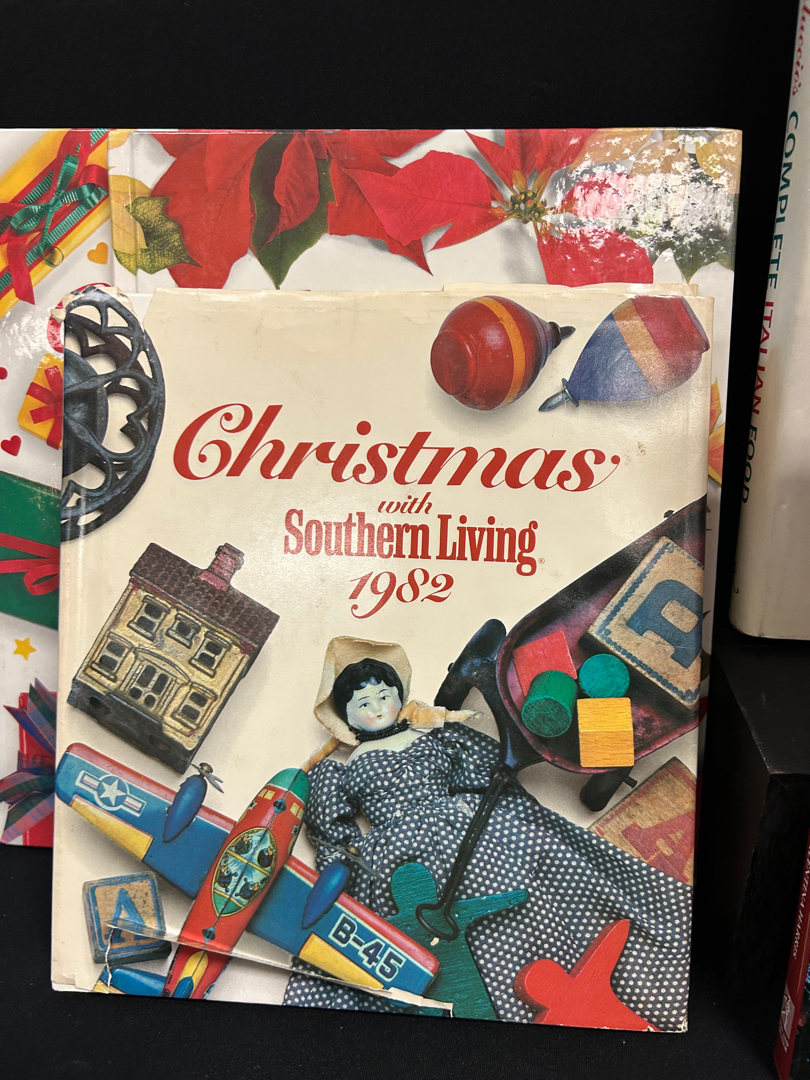 Christmas
with
Southern Living®
1982
B-45
A
COMPLETE ITALIAN FOOD